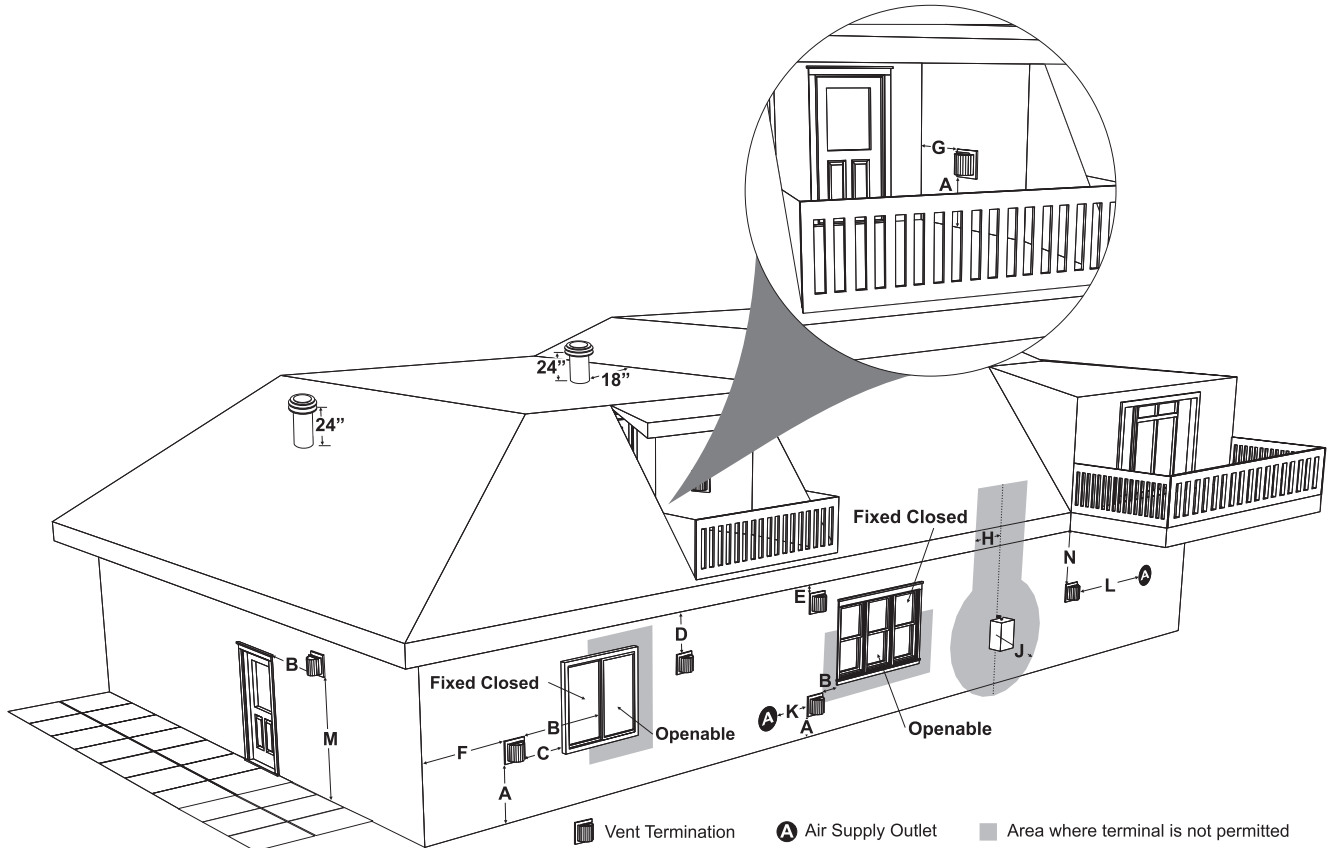 G
A
24”
18”
24”
Fixed Closed
H
N
L
A
E
D
B
J
Fixed Closed
B
K
A
A
B
Openable
Openable
M
F
C
A
Vent Termination
A Air Supply Outlet
Area where terminal is not permitted